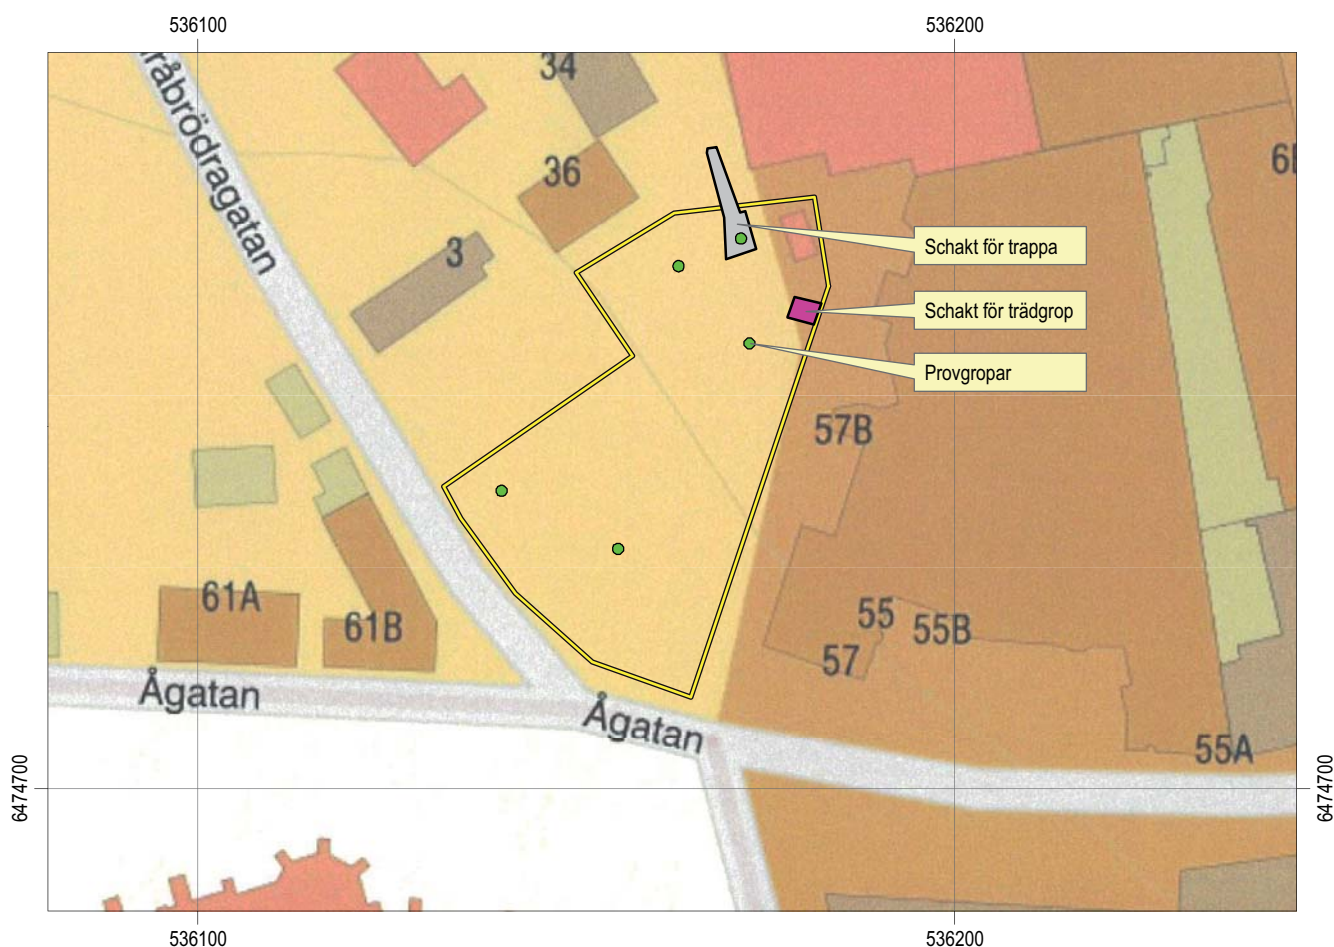 536100
536200
råbrödragatan
34
36
3
Schakt för trappa
Schakt för trädgrop
Provgropar
57B
61A
61B
55
55B
57
Ågatan
Ågatan
55A
6474700
6474700
536100
536200